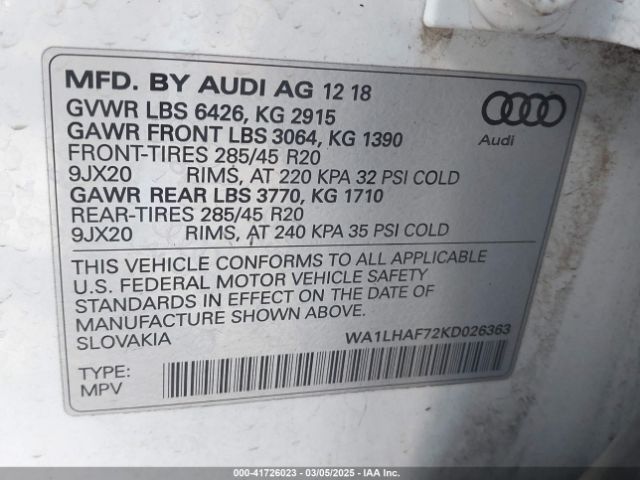 MFD. BY AUDI AG 12 18
GVWR LBS 6426, KG 2915
GAWR FRONT LBS 3064, KG 1390
FRONT-TIRES 285/45 R20
9JX20 RIMS, AT 220 KPA 32 PSI COLD
GAWR REAR LBS 3770, KG 1710
REAR-TIRES 285/45 R20
9JX20 RIMS, AT 240 KPA 35 PSI COLD
Audi
THIS VEHICLE CONFORMS TO ALL APPLICABLE
U.S. FEDERAL MOTOR VEHICLE SAFETY
STANDARDS IN EFFECT ON THE DATE OF
MANUFACTURE SHOWN ABOVE.
SLOVAKIA WA1LHAF72KD026363
TYPE:
MPV
000-41726023 — 03/05/2025 — IAA Inc.